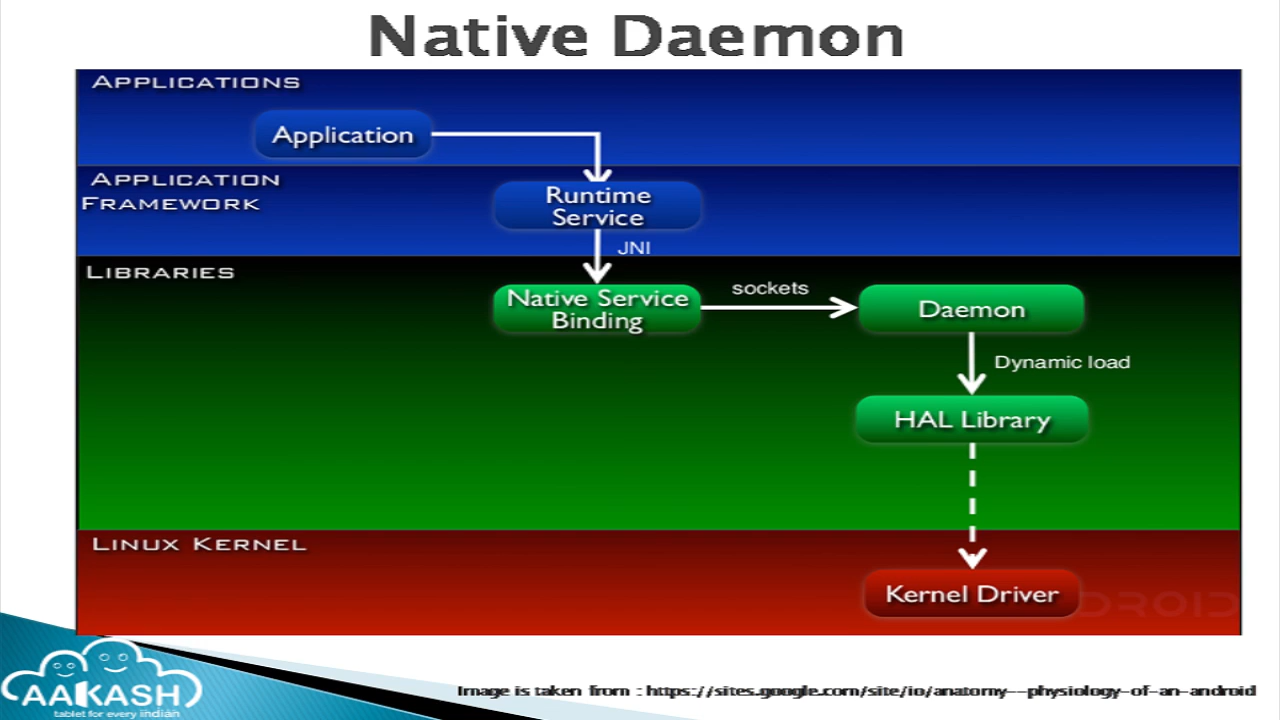 Native Daemon
APPLICATIONS
Application
APPLICATION
FRAMEWORK
Runtime
Service
JNI
LIBRARIES
Native Service
Binding
sockets
Daemon
Dynamic load
HAL Library
LINUX KERNEL
Kernel Driver
DROID
AAKASH
tablet for every indian
Image is taken from : https://sites.google.com/site/io/anatomy--physiology-of-an-android